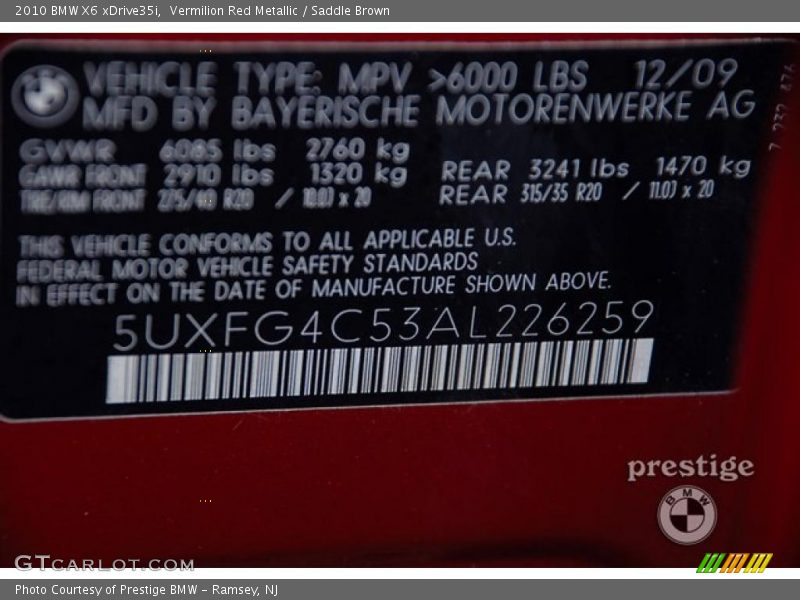 2010 BMW X6 xDrive35i, Vermilion Red Metallic / Saddle Brown
VEHICLE TYPE: MPV >6000 LBS 12/09
MFD BY BAYERISCHE MOTORENWERKE AG
GVWR 6085 lbs 2760 kg
GAWR FRONT 2910 lbs 1320 kg REAR 3241 lbs 1470 kg
TIRE/RIM FRONT 275/40 R20 / 10.0J x 20 REAR 315/35 R20 / 11.0J x 20
THIS VEHICLE CONFORMS TO ALL APPLICABLE U.S.
FEDERAL MOTOR VEHICLE SAFETY STANDARDS
IN EFFECT ON THE DATE OF MANUFACTURE SHOWN ABOVE.
5UXFG4C53AL226259
prestige
BMW
GTCARLOT.COM
Photo Courtesy of Prestige BMW - Ramsey, NJ